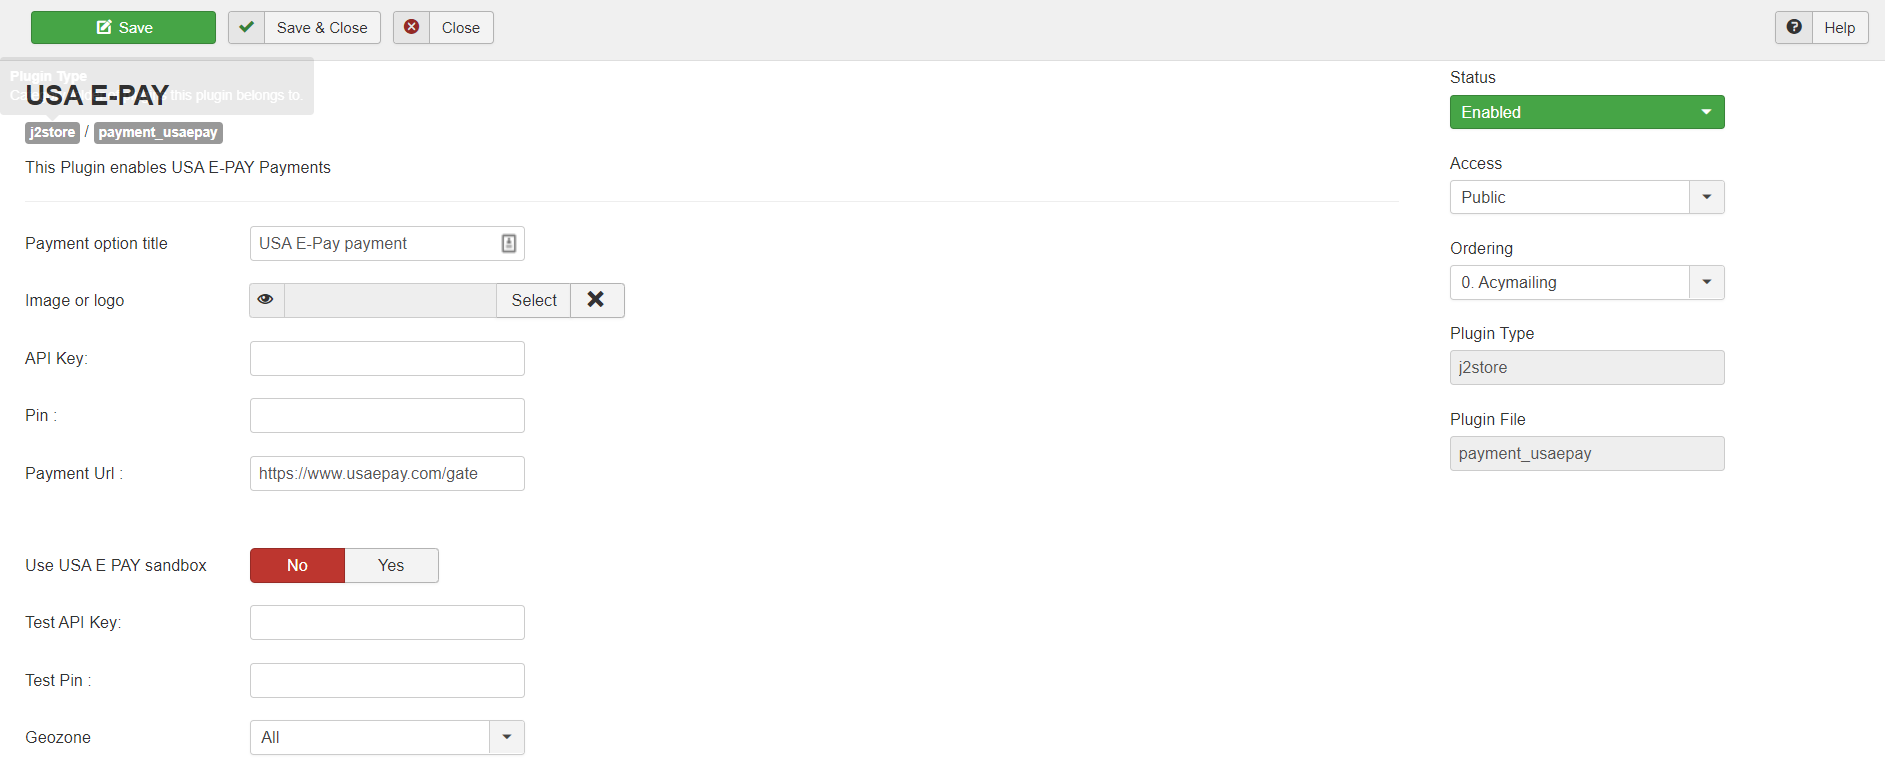 Save
Save & Close
Close
Help
Plugin Type
this plugin belongs to.
USA E-PAY
j2store / payment_usaepay
This Plugin enables USA E-PAY Payments
Payment option title
USA E-Pay payment
Image or logo
Select
API Key:
Pin :
Payment Url :
https://www.usaepay.com/gate
Use USA E PAY sandbox
No
Yes
Test API Key:
Test Pin :
Geozone
All
Status
Enabled
Access
Public
Ordering
0. Acymailing
Plugin Type
j2store
Plugin File
payment_usaepay